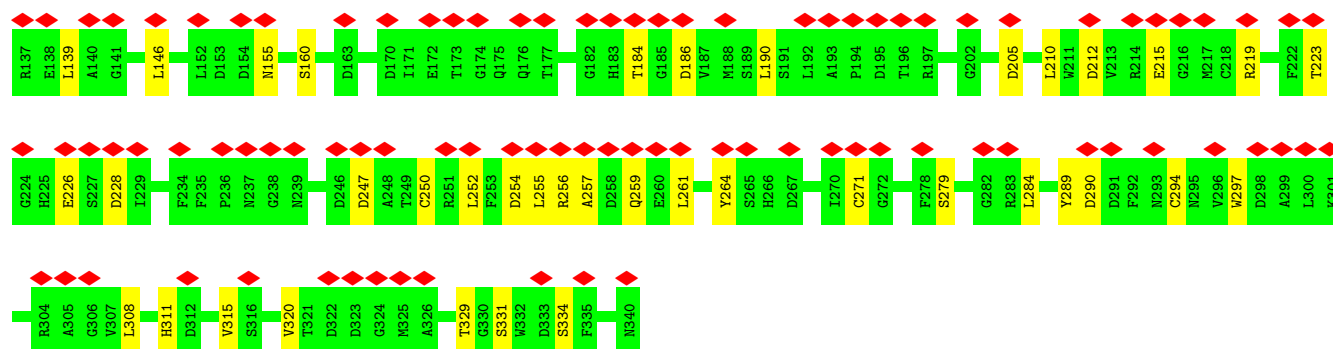 R137 E138 L139 A140 G141 L146 L152 D153 D154 N155 S160 D163 D170 I171 E172 T173 G174 Q175 Q176 T177 G182 H183 T184 G185 D186 V187 M188 S189 L190 S191 L192 A193 P194 D195 T196 R197 G202 D205 L210 W211 D212 V213 R214 E215 G216 M217 C218 R219 F222 T223
G224 H225 E226 S227 D228 I229 F234 F235 P236 N237 G238 N239 D246 D247 A248 T249 C250 R251 L252 F253 D254 L255 R256 A257 D258 Q259 E260 L261 Y264 S265 H266 D267 I270 C271 G272 F278 S279 G282 R283 L284 Y289 D290 D291 F292 N293 C294 N295 V296 W297 D298 A299 L300 K301
R304 A305 G306 V307 L308 H311 D312 V315 S316 V320 T321 D322 D323 G324 M325 A326 T329 G330 S331 W332 D333 S334 F335 N340